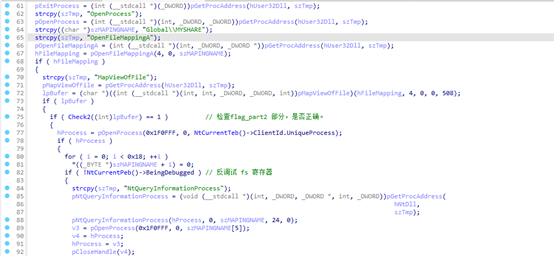 61 pExitProcess = (int (__stdcall *)(_DWORD))pGetProcAddress(hUser32Dll, szTmp);
62 strcpy(szTmp, "OpenProcess");
63 pOpenProcess = (int (__stdcall *)(int, _DWORD, _DWORD))pGetProcAddress(hUser32Dll, szTmp);
64 strcpy((char *)szMAPINGNAME, "Global\\MYSHARE");
65 strcpy(szTmp, "OpenFileMappingA");
66 pOpenFileMappingA = (int (__stdcall *)(int, _DWORD, _DWORD *))pGetProcAddress(hUser32Dll, szTmp);
67 hFileMapping = pOpenFileMappingA(4, 0, szMAPINGNAME);
68 if ( hFileMapping )
69 {
70 strcpy(szTmp, "MapViewOfFile");
71 pMapViewOfFile = pGetProcAddress(hUser32Dll, szTmp);
72 lpBuffer = (char *)((int (__stdcall *)(int, int, _DWORD, _DWORD, int))pMapViewOfFile)(hFileMapping, 4, 0, 0, 508);
73 if ( lpBuffer )
74 {
75 if ( Check2((int)lpBuffer) == 1 ) // 检查flag_part2 部分，是否正确。
76 {
77 hProcess = pOpenProcess(0x1F0FFF, 0, NtCurrentTeb()->ClientId.UniqueProcess);
78 if ( hProcess )
79 {
80 for ( i = 0; i < 0x18; ++i )
81 *((_BYTE *)szMAPINGNAME + i) = 0;
82 if ( !NtCurrentPeb()->BeingDebugged ) // 反调试 fs 寄存器
83 {
84 strcpy(szTmp, "NtQueryInformationProcess");
85 pNtQueryInformationProcess = (void (__stdcall *)(int, _DWORD, _DWORD *, int, _DWORD))pGetProcAddress(
86 hNtDll,
87 szTmp);
88 pNtQueryInformationProcess(hProcess, 0, szMAPINGNAME, 24, 0);
89 v3 = pOpenProcess(0x1F0FFF, 0, szMAPINGNAME[5]);
90 v4 = hProcess;
91 hProcess = v3;
92 pCloseHandle(v4);